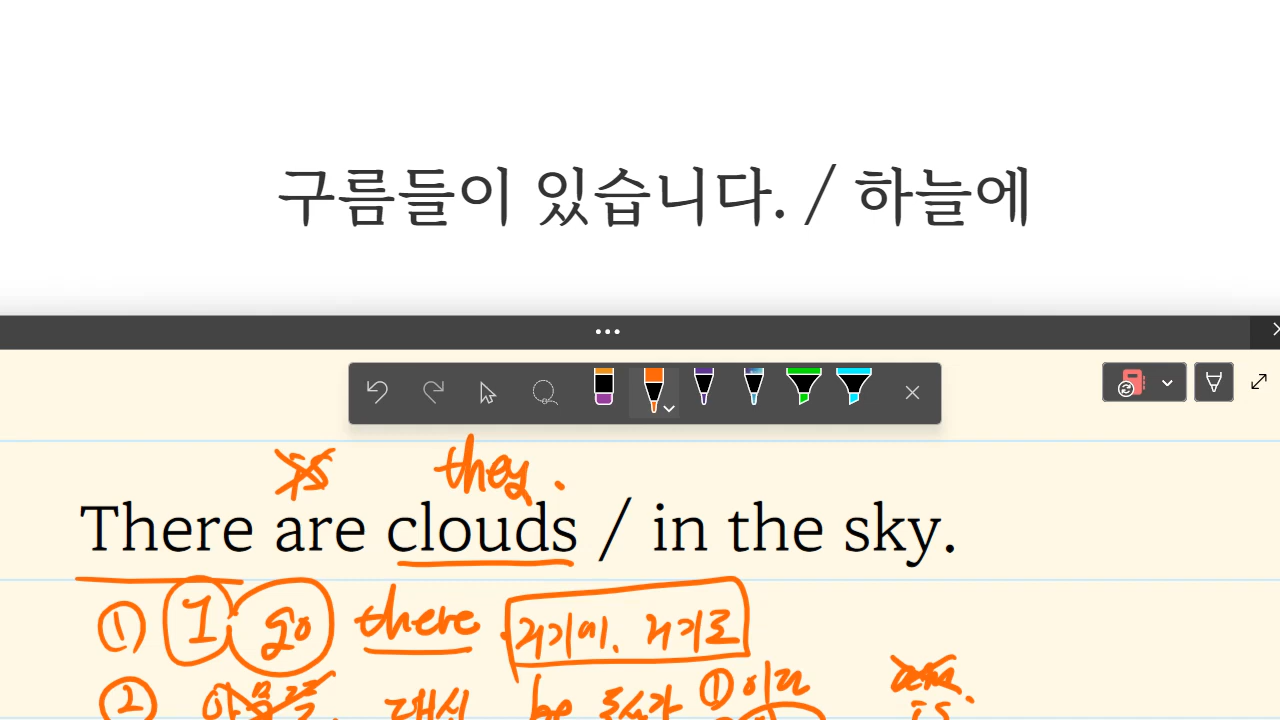 구름들이 있습니다. / 하늘에
they.
There are clouds / in the sky.
① I go there. 거기에, 거기로
② 대신 be 동사가 ① 이다
is